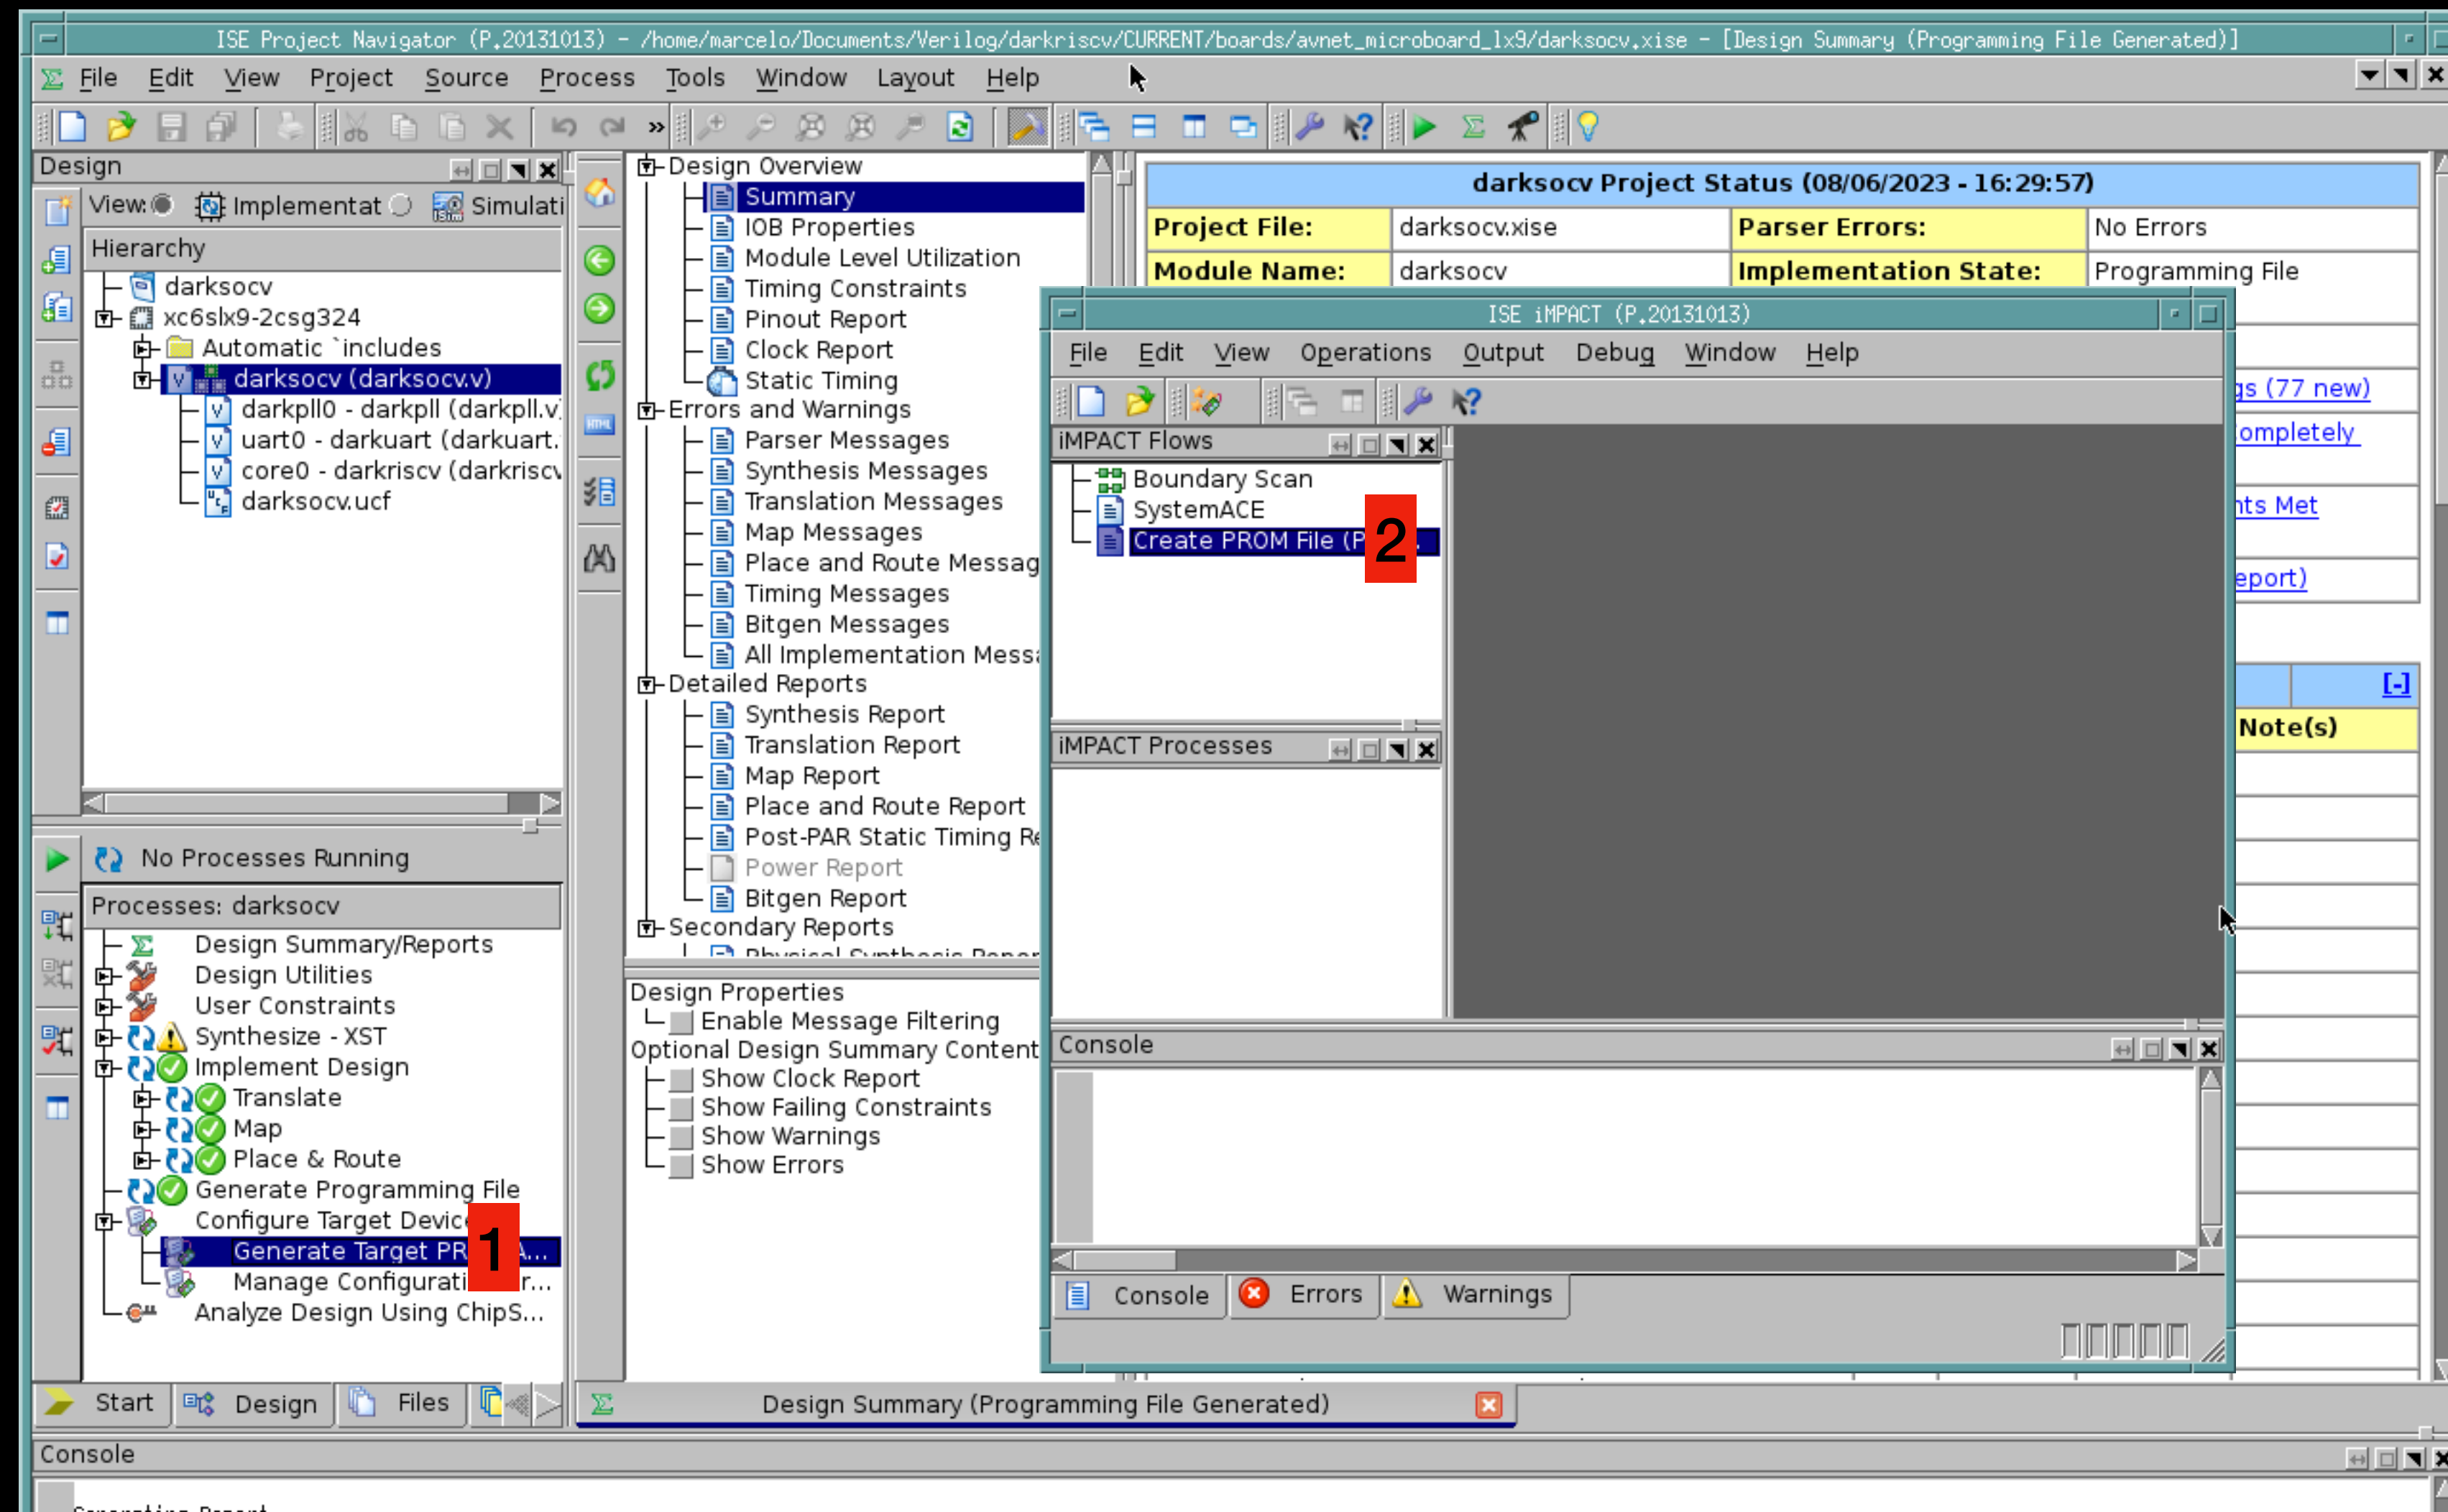 ISE Project Navigator (P.20131013) - /home/marcelo/Documents/Verilog/darkriscv/CURRENT/boards/avnet_microboard_lx9/darksocv.xise - [Design Summary (Programming File Generated)]
File Edit View Project Source Process Tools Window Layout Help
Design
View: Implementat Simulati
Hierarchy
darksocv
xc6slx9-2csg324
Automatic `includes
darksocv (darksocv.v)
darkpll0 - darkpll (darkpll.v
uart0 - darkuart (darkuart.
core0 - darkriscv (darkriscv
darksocv.ucf
No Processes Running
Processes: darksocv
Design Summary/Reports
Design Utilities
User Constraints
Synthesize - XST
Implement Design
Translate
Map
Place & Route
Generate Programming File
Configure Target Device
Generate Target PR A...
1
Manage Configurati r...
Analyze Design Using ChipS...
Start Design Files
Design Overview
Summary
IOB Properties
Module Level Utilization
Timing Constraints
Pinout Report
Clock Report
Static Timing
Errors and Warnings
Parser Messages
Synthesis Messages
Translation Messages
Map Messages
Place and Route Messag
Timing Messages
Bitgen Messages
All Implementation Messa
Detailed Reports
Synthesis Report
Translation Report
Map Report
Place and Route Report
Post-PAR Static Timing Re
Power Report
Bitgen Report
Secondary Reports
Physical Synthesis Repor
Design Properties
Enable Message Filtering
Optional Design Summary Content
Show Clock Report
Show Failing Constraints
Show Warnings
Show Errors
Design Summary (Programming File Generated)
darksocv Project Status (08/06/2023 - 16:29:57)
Project File: darksocv.xise Parser Errors: No Errors
Module Name: darksocv Implementation State: Programming File
gs (77 new)
ompletely
nts Met
eport)
[-]
Note(s)
ISE iMPACT (P.20131013)
File Edit View Operations Output Debug Window Help
iMPACT Flows
Boundary Scan
SystemACE
Create PROM File (P .
2
iMPACT Processes
Console
Console Errors Warnings
Console
Generating Report